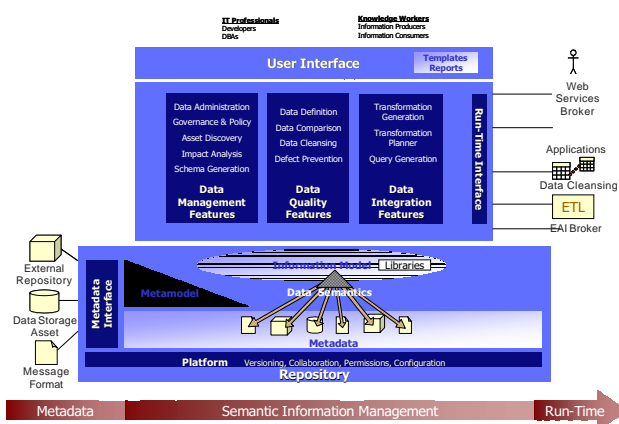 IT Professionals
Developers
DBAs
Knowledge Workers
Information Producers
Information Consumers
User Interface
Templates
Reports
Data Administration
Governance & Policy
Asset Discovery
Impact Analysis
Schema Generation
Data
Management
Features
Data Definition
Data Comparison
Data Cleansing
Defect Prevention
Data
Quality
Features
Transformation
Generation
Transformation
Planner
Query Generation
Data
Integration
Features
Run-Time Interface
Web
Services
Broker
Applications
Data Cleansing
ETL
EAI Broker
External
Repository
Data Storage
Asset
Message
Format
Metadata
Interface
Information Model
Libraries
Metamodel
Data Semantics
Metadata
Platform
Versioning, Collaboration, Permissions, Configuration
Repository
Metadata
Semantic Information Management
Run-Time